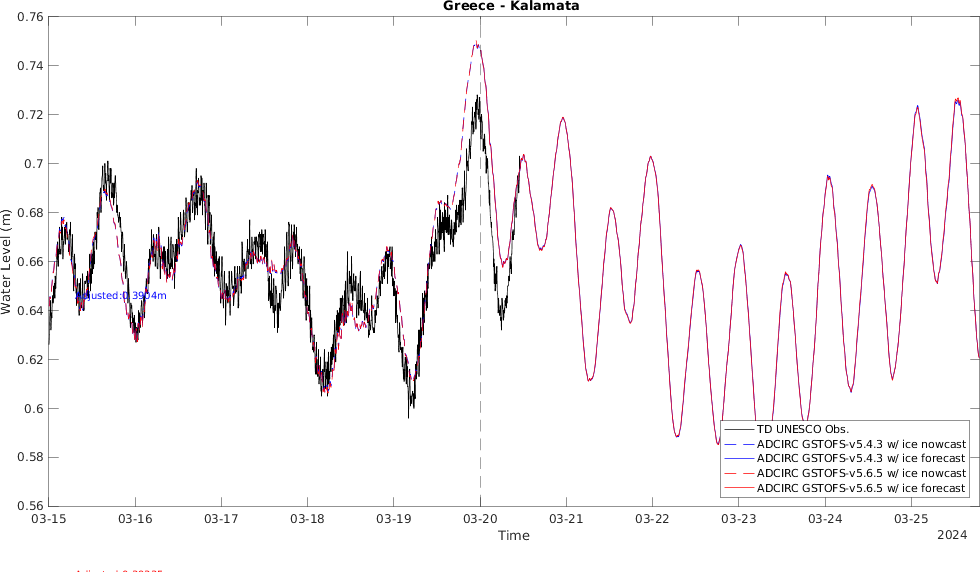 Greece - Kalamata
0.76
0.74
0.72
0.7
0.68
0.66
0.64
0.62
0.6
0.58
0.56
Water Level (m)
Adjusted:0.3904m
TD UNESCO Obs.
ADCIRC GSTOFS-v5.4.3 w/ ice nowcast
ADCIRC GSTOFS-v5.4.3 w/ ice forecast
ADCIRC GSTOFS-v5.6.5 w/ ice nowcast
ADCIRC GSTOFS-v5.6.5 w/ ice forecast
03-15 03-16 03-17 03-18 03-19 03-20 03-21 03-22 03-23 03-24 03-25
Time
2024